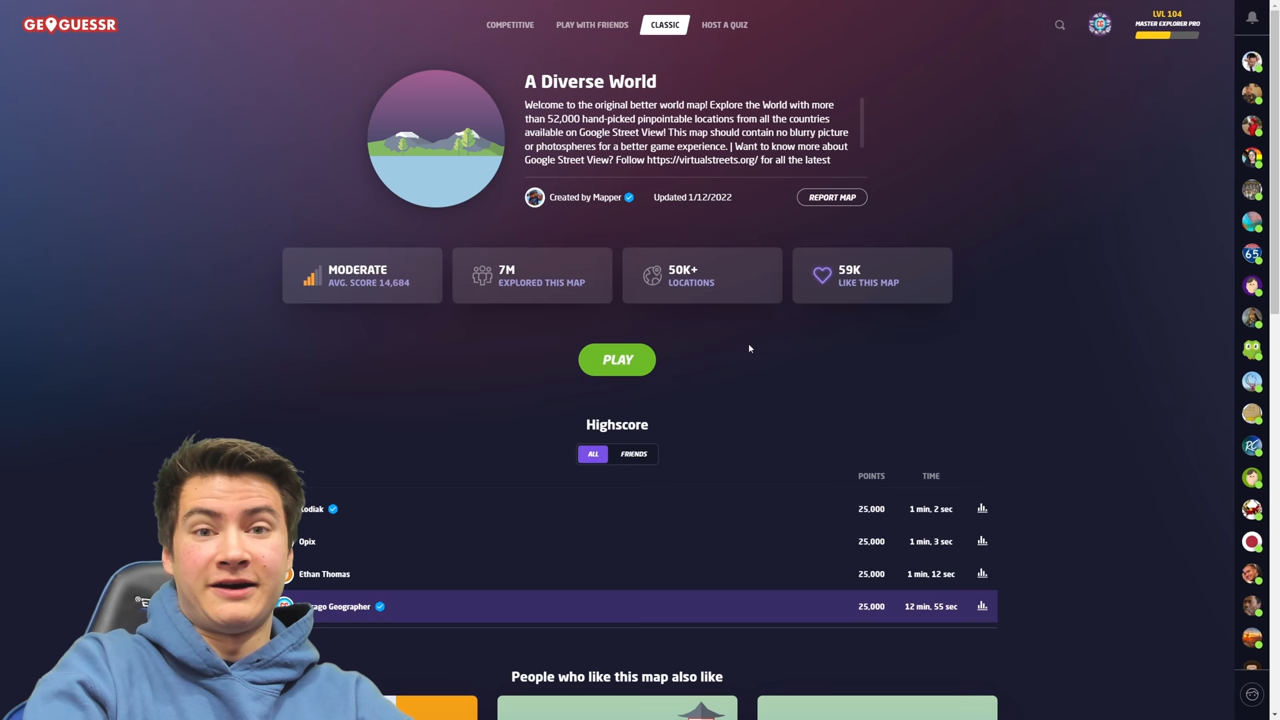 GEOGUESSR
COMPETITIVE
PLAY WITH FRIENDS
CLASSIC
HOST A QUIZ
LVL 104
MASTER EXPLORER PRO
A Diverse World
Welcome to the original better world map! Explore the World with more
than 52,000 hand-picked pinpointable locations from all the countries
available on Google Street View! This map should contain no blurry picture
or photospheres for a better game experience. | Want to know more about
Google Street View? Follow https://virtualstreets.org/ for all the latest
Created by Mapper
Updated 1/12/2022
REPORT MAP
MODERATE
AVG. SCORE 14,684
7M
EXPLORED THIS MAP
50K+
LOCATIONS
59K
LIKE THIS MAP
PLAY
Highscore
ALL
FRIENDS
POINTS
TIME
odiak
25,000
1 min, 2 sec
Opix
25,000
1 min, 3 sec
Ethan Thomas
25,000
1 min, 12 sec
ago Geographer
25,000
12 min, 55 sec
People who like this map also like
65